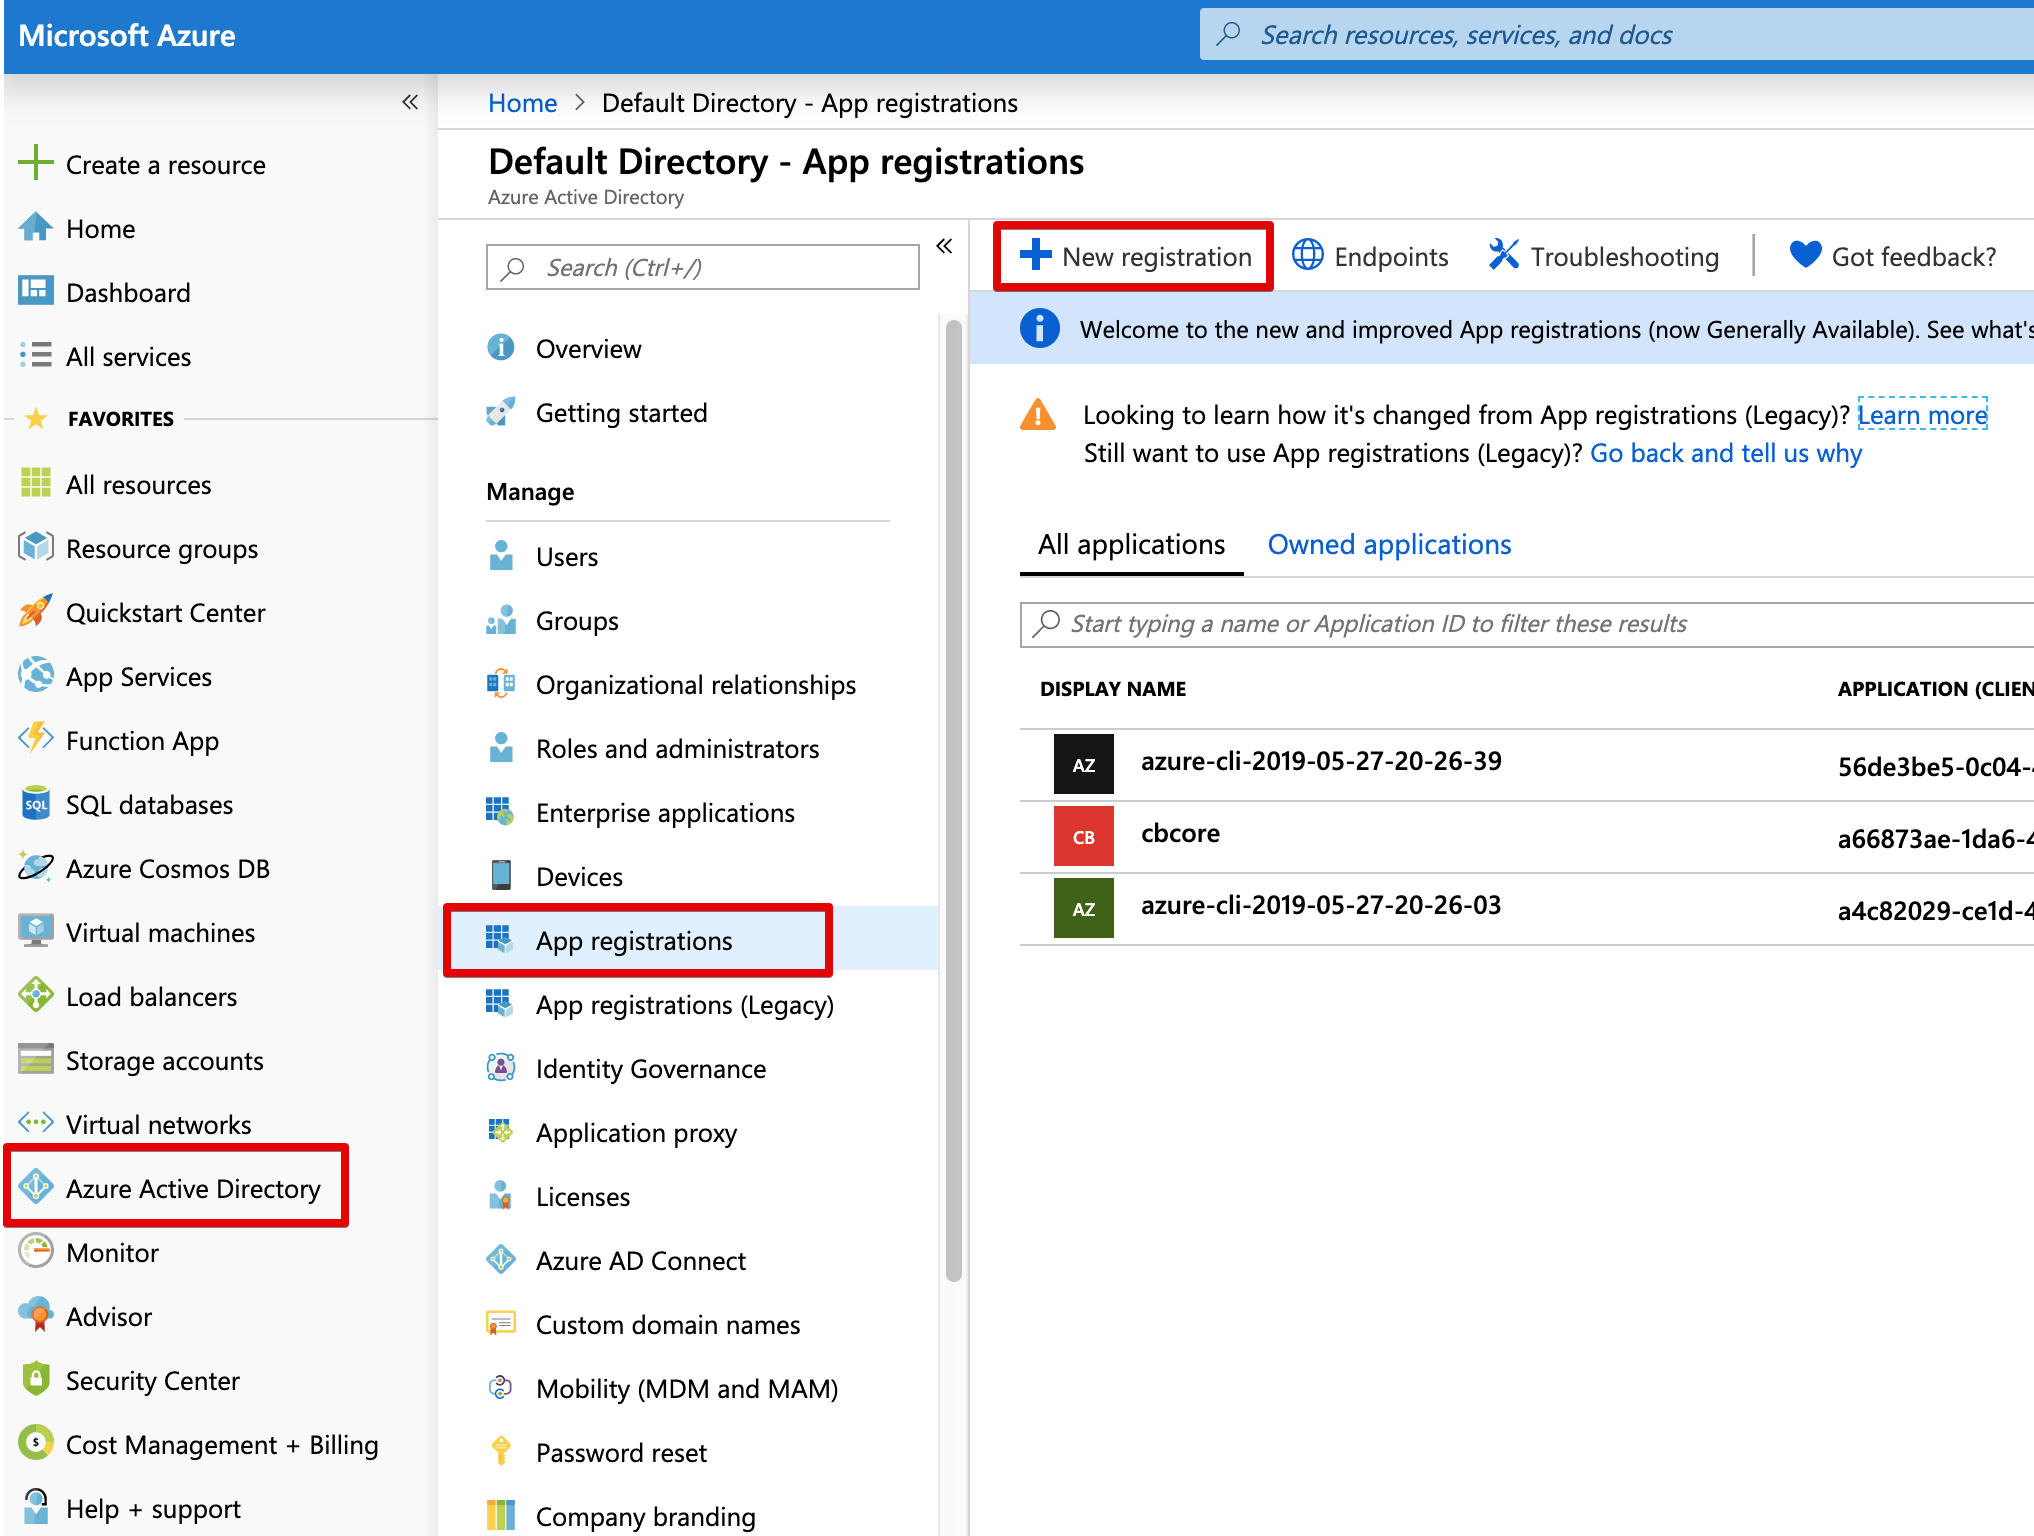 Microsoft Azure
Search resources, services, and docs
Create a resource
Home
Dashboard
All services
FAVORITES
All resources
Resource groups
Quickstart Center
App Services
Function App
SQL
SQL databases
Azure Cosmos DB
Virtual machines
Load balancers
Storage accounts
Virtual networks
Azure Active Directory
Monitor
Advisor
Security Center
Cost Management + Billing
Help + support
Home > Default Directory - App registrations
Default Directory - App registrations
Azure Active Directory
Search (Ctrl+/)
Overview
Getting started
Manage
Users
Groups
Organizational relationships
Roles and administrators
Enterprise applications
Devices
App registrations
App registrations (Legacy)
Identity Governance
Application proxy
Licenses
Azure AD Connect
Custom domain names
Mobility (MDM and MAM)
Password reset
Company branding
New registration Endpoints Troubleshooting Got feedback?
Welcome to the new and improved App registrations (now Generally Available). See what's
Looking to learn how it's changed from App registrations (Legacy)? Learn more
Still want to use App registrations (Legacy)? Go back and tell us why
All applications Owned applications
Start typing a name or Application ID to filter these results
DISPLAY NAME APPLICATION (CLIEN
AZ azure-cli-2019-05-27-20-26-39 56de3be5-0c04-
CB cbcore a66873ae-1da6-4
AZ azure-cli-2019-05-27-20-26-03 a4c82029-ce1d-4